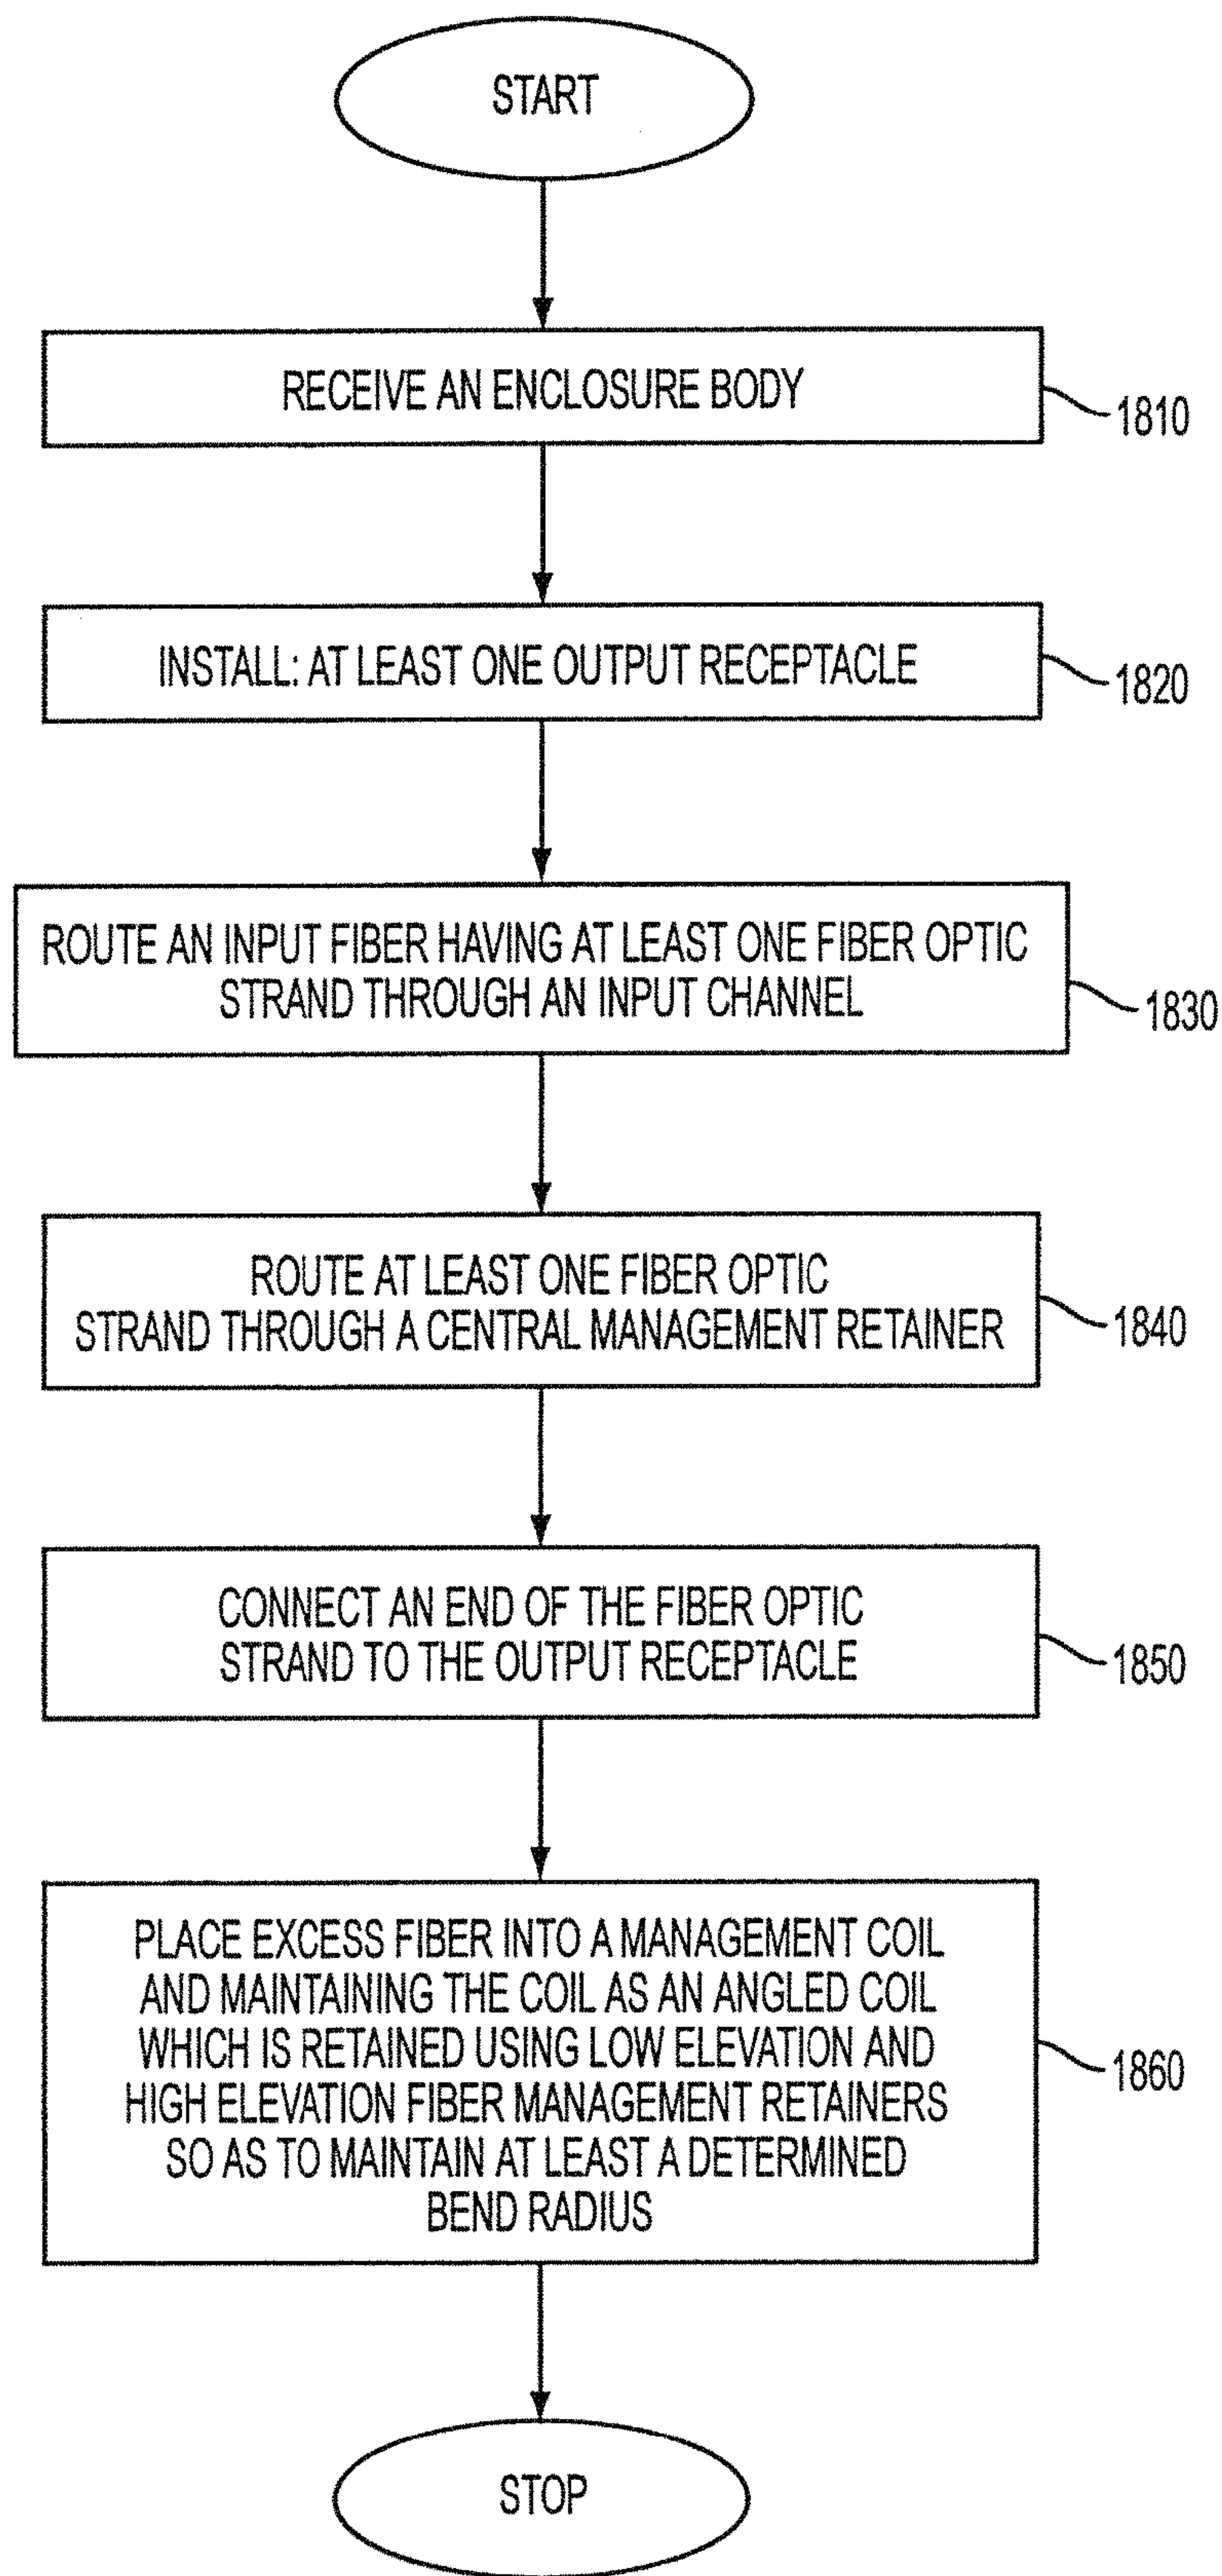 START
RECEIVE AN ENCLOSURE BODY
1810
INSTALL: AT LEAST ONE OUTPUT RECEPTACLE
1820
ROUTE AN INPUT FIBER HAVING AT LEAST ONE FIBER OPTIC
STRAND THROUGH AN INPUT CHANNEL
1830
ROUTE AT LEAST ONE FIBER OPTIC
STRAND THROUGH A CENTRAL MANAGEMENT RETAINER
1840
CONNECT AN END OF THE FIBER OPTIC
STRAND TO THE OUTPUT RECEPTACLE
1850
PLACE EXCESS FIBER INTO A MANAGEMENT COIL
AND MAINTAINING THE COIL AS AN ANGLED COIL
WHICH IS RETAINED USING LOW ELEVATION AND
HIGH ELEVATION FIBER MANAGEMENT RETAINERS
SO AS TO MAINTAIN AT LEAST A DETERMINED
BEND RADIUS
1860
STOP